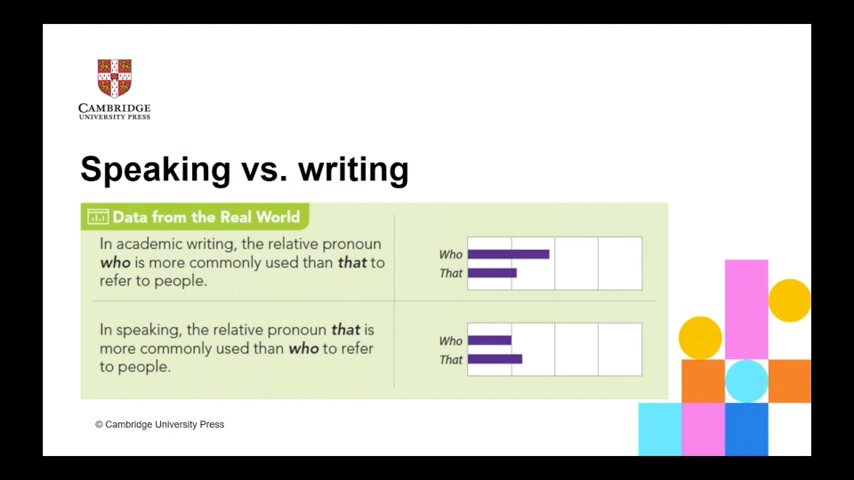 CAMBRIDGE
UNIVERSITY PRESS
Speaking vs. writing
Data from the Real World
In academic writing, the relative pronoun
who is more commonly used than that to
refer to people.
Who
That
In speaking, the relative pronoun that is
more commonly used than who to refer
to people.
Who
That
© Cambridge University Press